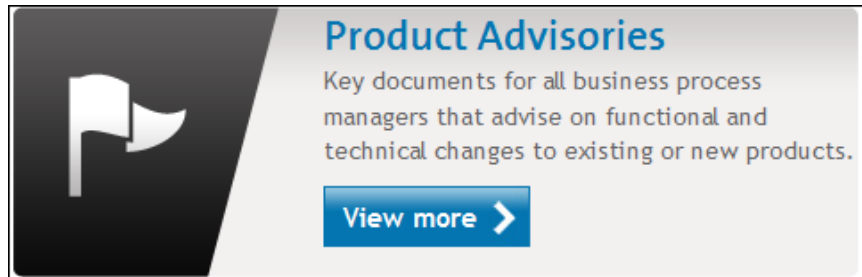 Product Advisories
Key documents for all business process
managers that advise on functional and
technical changes to existing or new products.
View more